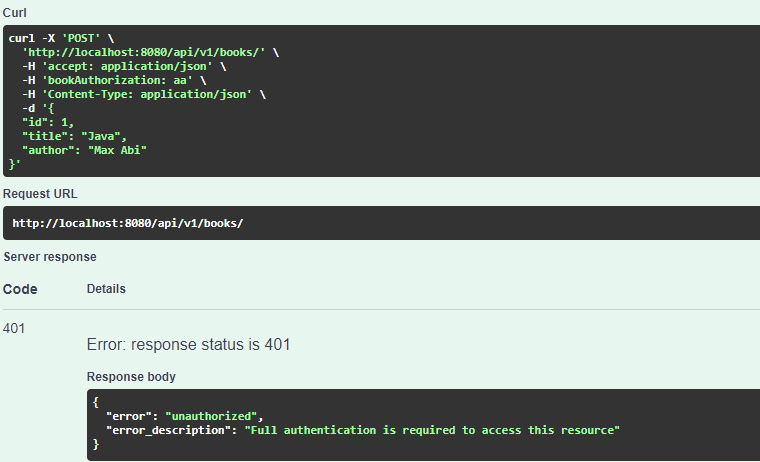 Curl
curl -X 'POST' \
  'http://localhost:8080/api/v1/books/' \
  -H 'accept: application/json' \
  -H 'bookAuthorization: aa' \
  -H 'Content-Type: application/json' \
  -d '{
  "id": 1,
  "title": "Java",
  "author": "Max Abi"
}'
Request URL
http://localhost:8080/api/v1/books/
Server response
Code Details
401
Error: response status is 401
Response body
{
  "error": "unauthorized",
  "error_description": "Full authentication is required to access this resource"
}